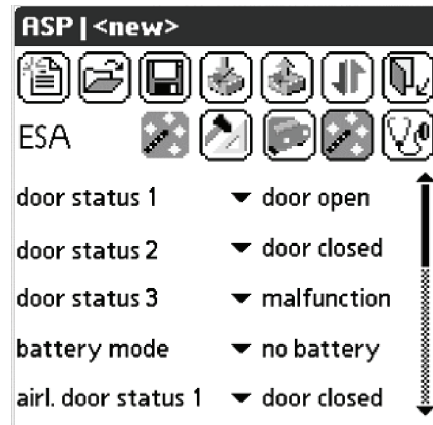 ASP | <new>
ESA
door status 1 door open
door status 2 door closed
door status 3 malfunction
battery mode no battery
airl. door status 1 door closed